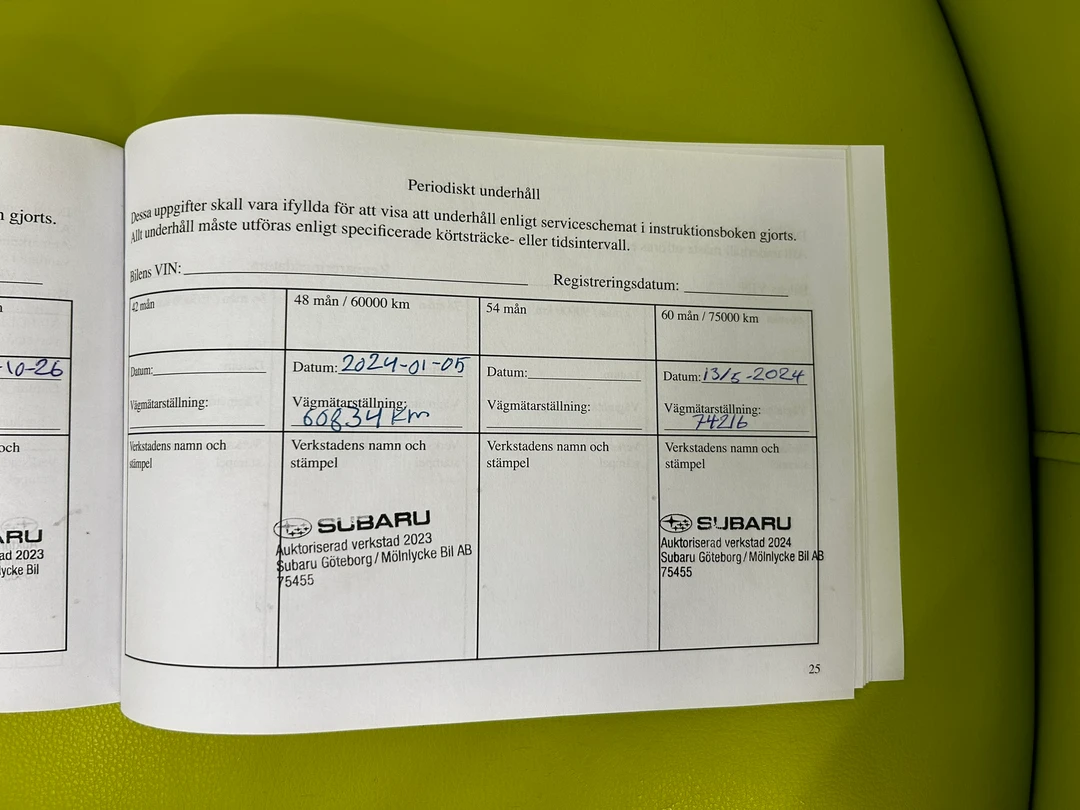 n gjorts.
-10-26
och
ARU
ad 2023
lycke Bil
Periodiskt underhåll
Dessa uppgifter skall vara ifyllda för att visa att underhåll enligt serviceschemat i instruktionsboken gjorts.
Allt underhåll måste utföras enligt specificerade körtsträcke- eller tidsintervall.
Bilens VIN:
Registreringsdatum:
42 mån
Datum:
Vägmätarställning:
Verkstadens namn och
stämpel
48 mån / 60000 km
Datum: 2024-01-05
Vägmätarställning:
60834 km
Verkstadens namn och
stämpel
SUBARU
Auktoriserad verkstad 2023
Subaru Göteborg / Mölnlycke Bil AB
75455
54 mån
Datum:
Vägmätarställning:
Verkstadens namn och
stämpel
60 mån / 75000 km
Datum: 13/5-2024
Vägmätarställning:
74216
Verkstadens namn och
stämpel
SUBARU
Auktoriserad verkstad 2024
Subaru Göteborg / Mölnlycke Bil AB
75455
25